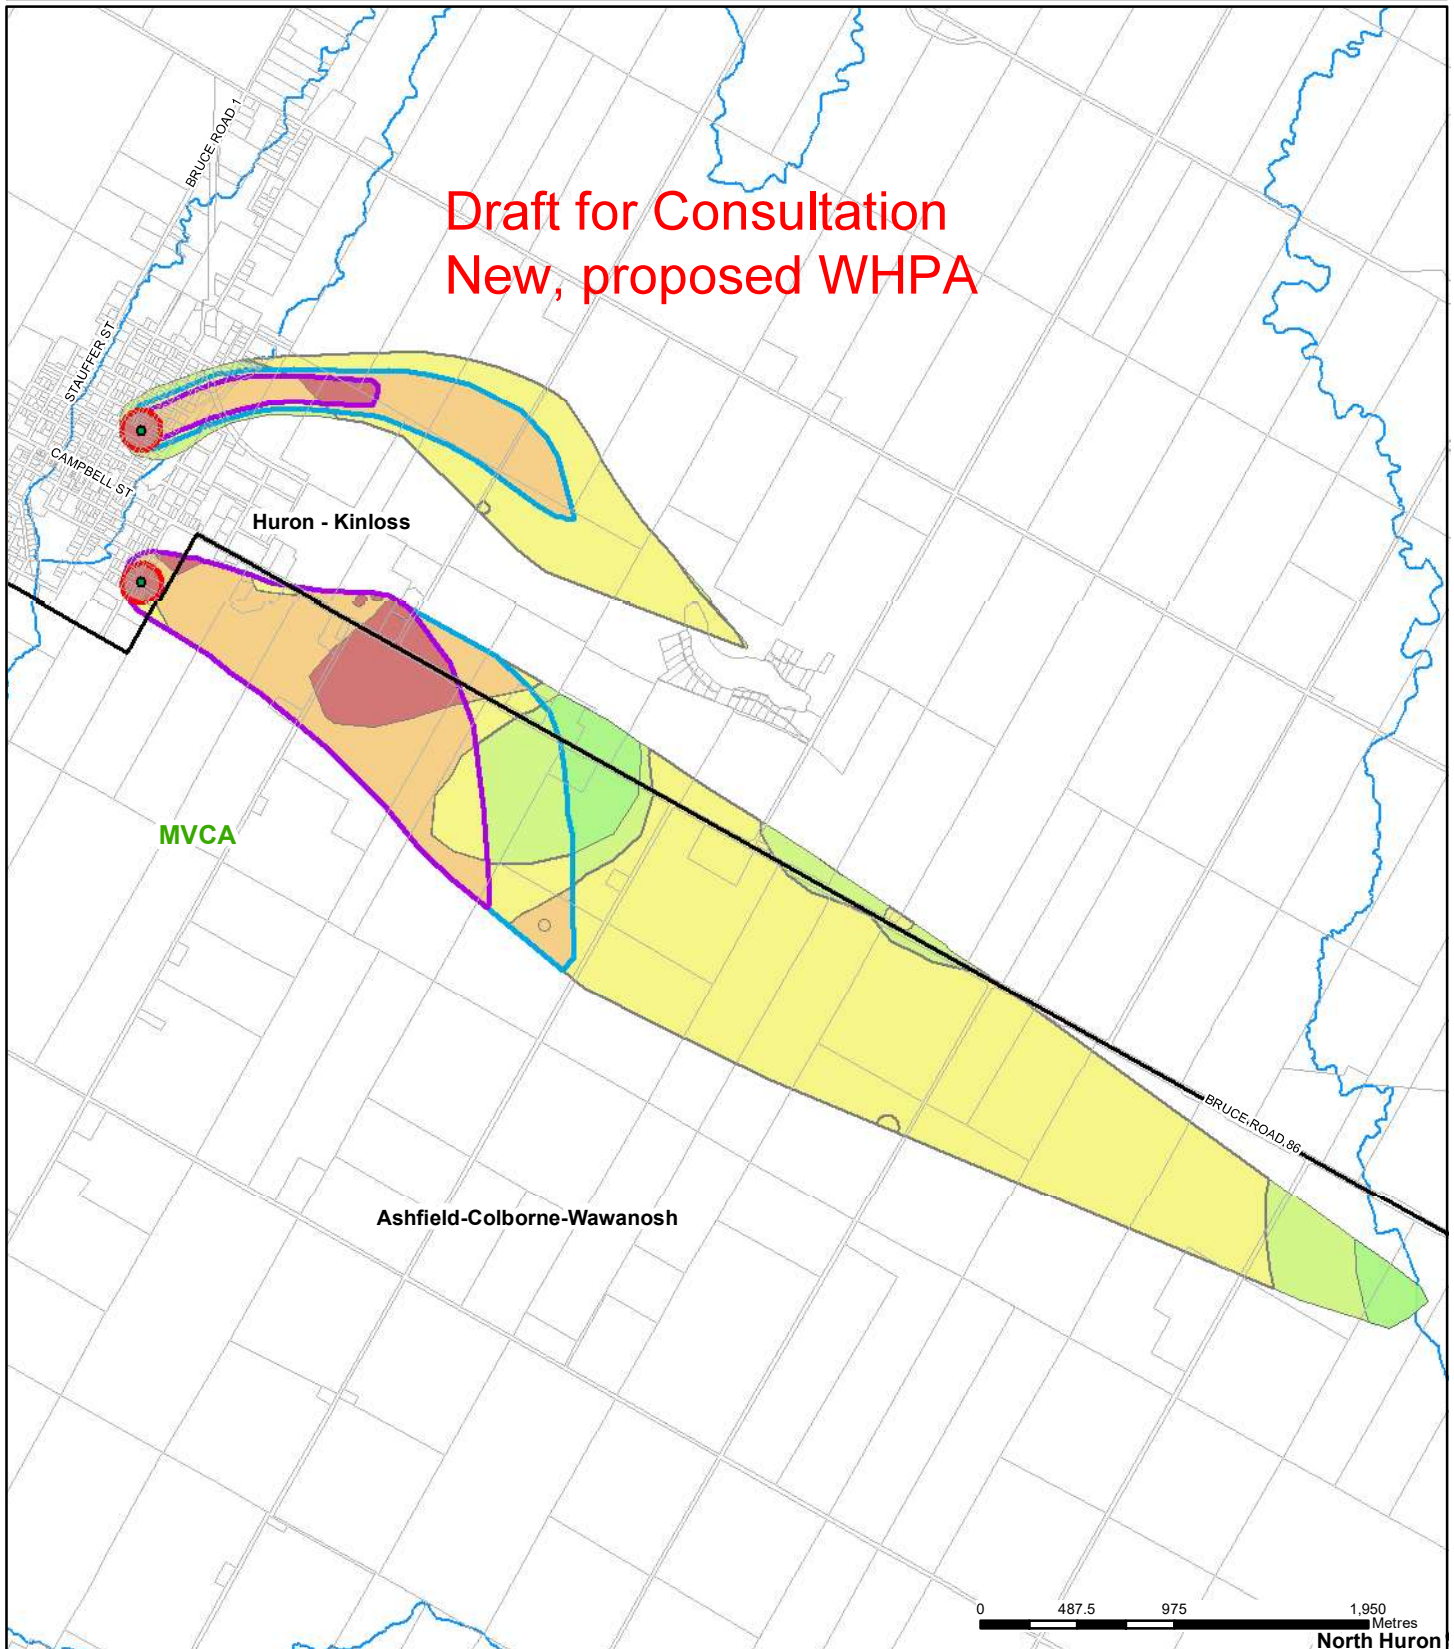 BRUCE ROAD 1
Draft for Consultation
New, proposed WHPA
STAUFFER ST
CAMPBELL ST
Huron - Kinloss
MVCA
BRUCE ROAD 86
Ashfield-Colborne-Wawanosh
0 487.5 975 1,950
Metres
North Huron